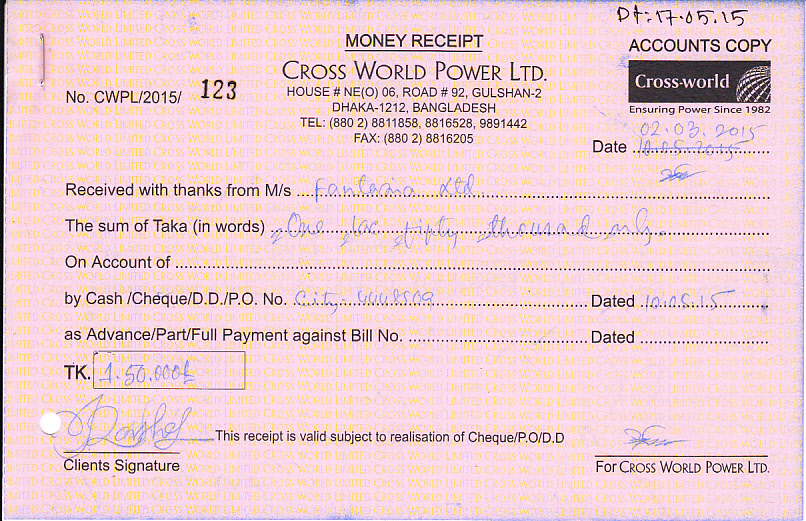 Dt:-17.05.15
MONEY RECEIPT
ACCOUNTS COPY
CROSS WORLD POWER LTD.
No. CWPL/2015/ 123
HOUSE # NE(O) 06, ROAD # 92, GULSHAN-2
DHAKA-1212, BANGLADESH
TEL: (880 2) 8811858, 8816528, 9891442
FAX: (880 2) 8816205
Cross-world
Ensuring Power Since 1982
02.03.2015
Date 10.05.2015
Received with thanks from M/s Fantasia Ltd
The sum of Taka (in words) One lac fifty thousand only.
On Account of
by Cash /Cheque/D.D./P.O. No. City- Dated 10.05.15
as Advance/Part/Full Payment against Bill No. Dated
TK. 1.50.000/
This receipt is valid subject to realisation of Cheque/P.O/D.D
Clients Signature
For CROSS WORLD POWER LTD.